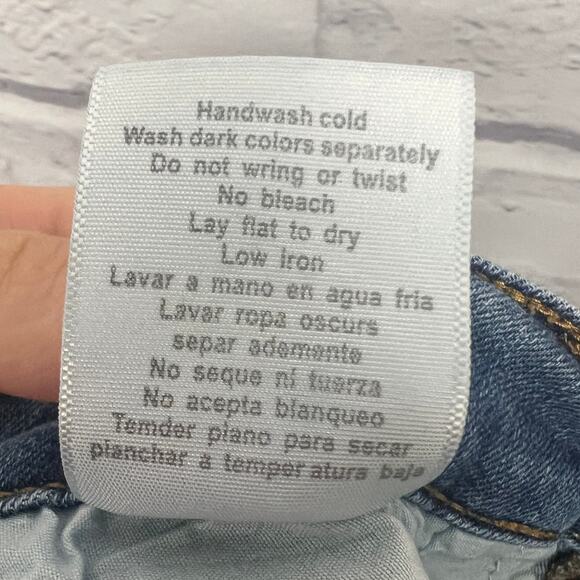 Handwash cold
Wash dark colors separately
Do not wring or twist
No bleach
Lay flat to dry
Low iron
Lavar a mano en agua fria
Lavar ropa oscurs
separ ademente
No seque ni fuerza
No acepta blanqueo
Temder plano para secar
planchar a temper atura baja